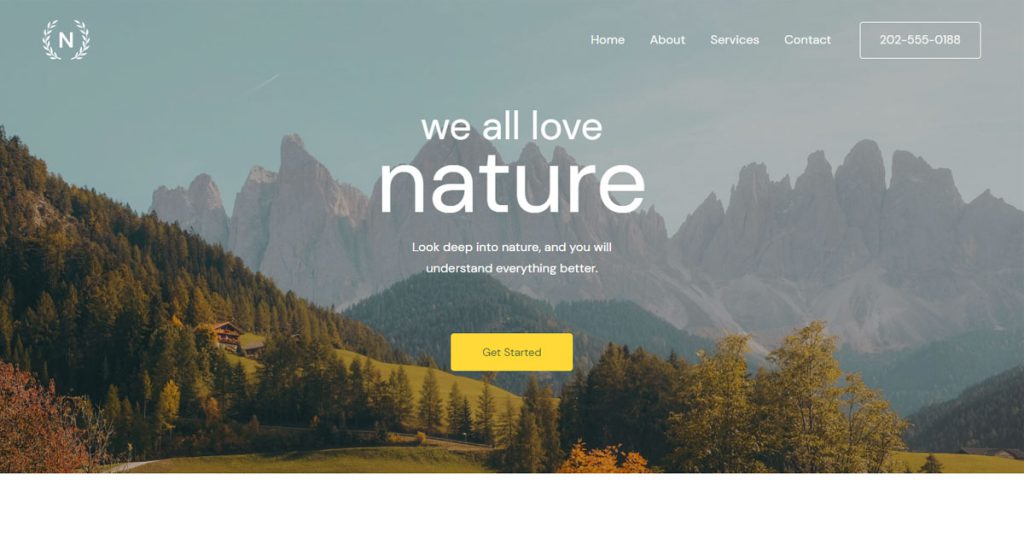 N
Home About Services Contact 202-555-0188
we all love
nature
Look deep into nature, and you will
understand everything better.
Get Started